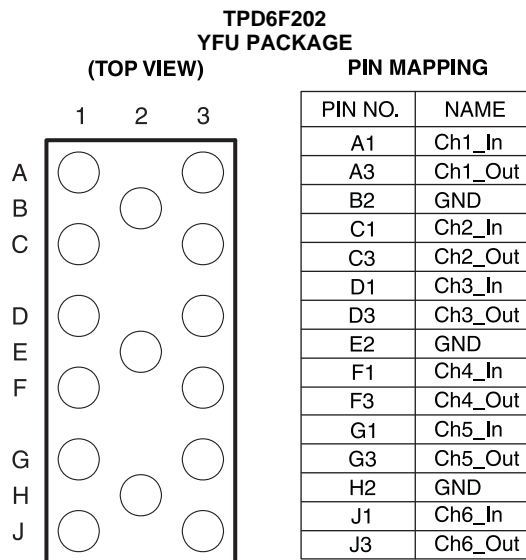 TPD6F202
YFU PACKAGE
(TOP VIEW)
1 2 3
A
B
C
D
E
F
G
H
J
PIN MAPPING
PIN NO. NAME
A1 Ch1_In
A3 Ch1_Out
B2 GND
C1 Ch2_In
C3 Ch2_Out
D1 Ch3_In
D3 Ch3_Out
E2 GND
F1 Ch4_In
F3 Ch4_Out
G1 Ch5_In
G3 Ch5_Out
H2 GND
J1 Ch6_In
J3 Ch6_Out